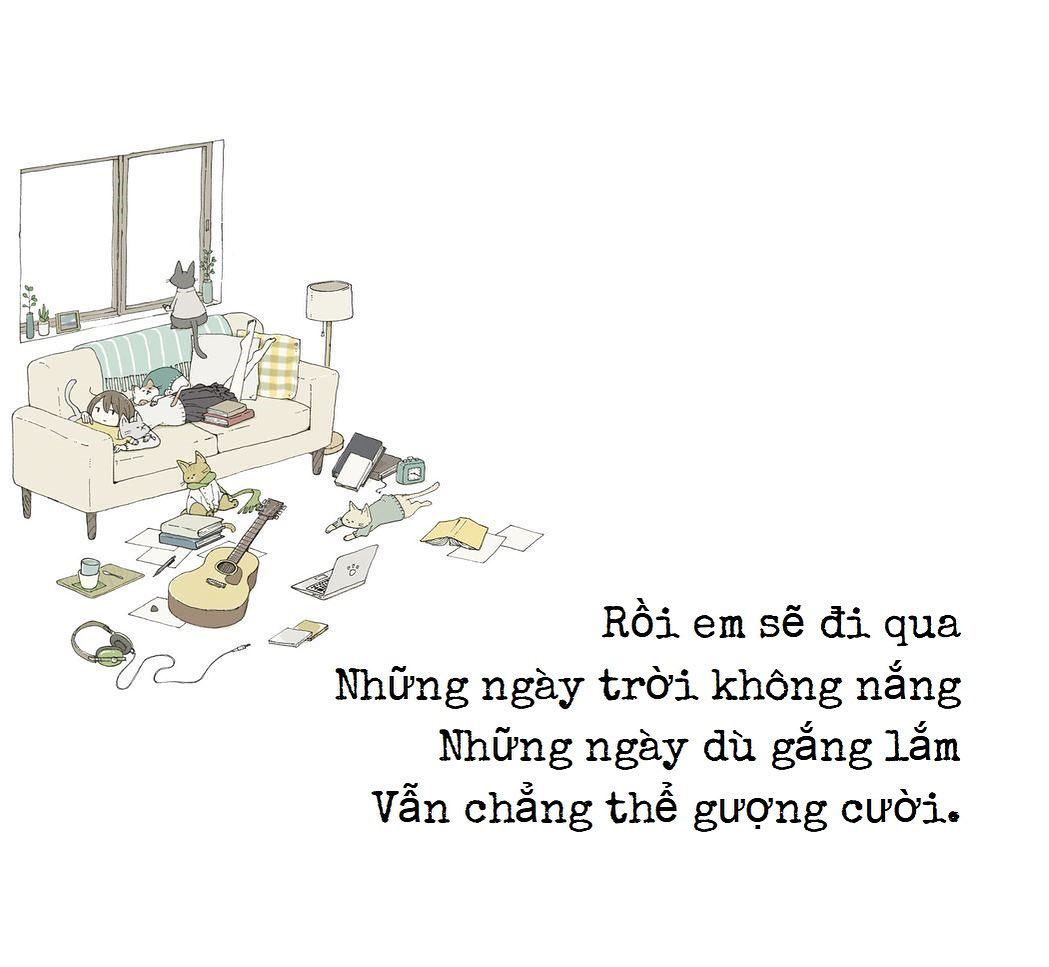 Rồi em sẽ đi qua
Những ngày trời không nắng
Những ngày dù gắng lắm
Vẫn chẳng thể gượng cười.